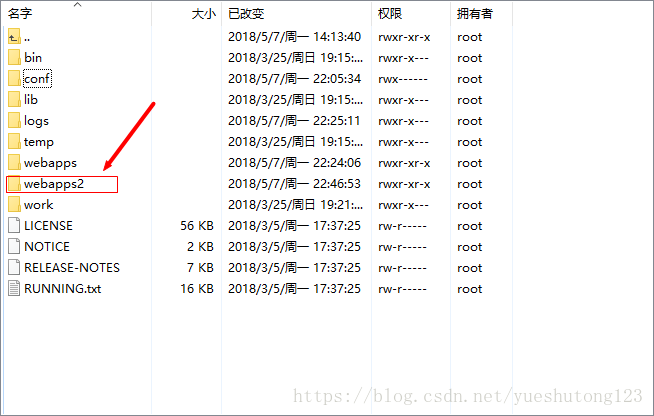 名字 大小 已改变 权限 拥有者
.. 2018/5/7/周一 14:13:40 rwxr-xr-x root
bin 2018/3/25/周日 19:15:... rwxr-x--- root
conf 2018/5/7/周一 22:05:34 rwx------ root
lib 2018/3/25/周日 19:15:... rwxr-x--- root
logs 2018/5/7/周一 22:25:11 rwxr-x--- root
temp 2018/3/25/周日 19:15:... rwxr-x--- root
webapps 2018/5/7/周一 22:24:06 rwxr-xr-x root
webapps2 2018/5/7/周一 22:46:53 rwxr-xr-x root
work 2018/3/25/周日 19:21:... rwxr-x--- root
LICENSE 56 KB 2018/3/5/周一 17:37:25 rw-r----- root
NOTICE 2 KB 2018/3/5/周一 17:37:25 rw-r----- root
RELEASE-NOTES 7 KB 2018/3/5/周一 17:37:25 rw-r----- root
RUNNING.txt 16 KB 2018/3/5/周一 17:37:25 rw-r----- root
https://blog.csdn.net/yueshutong123